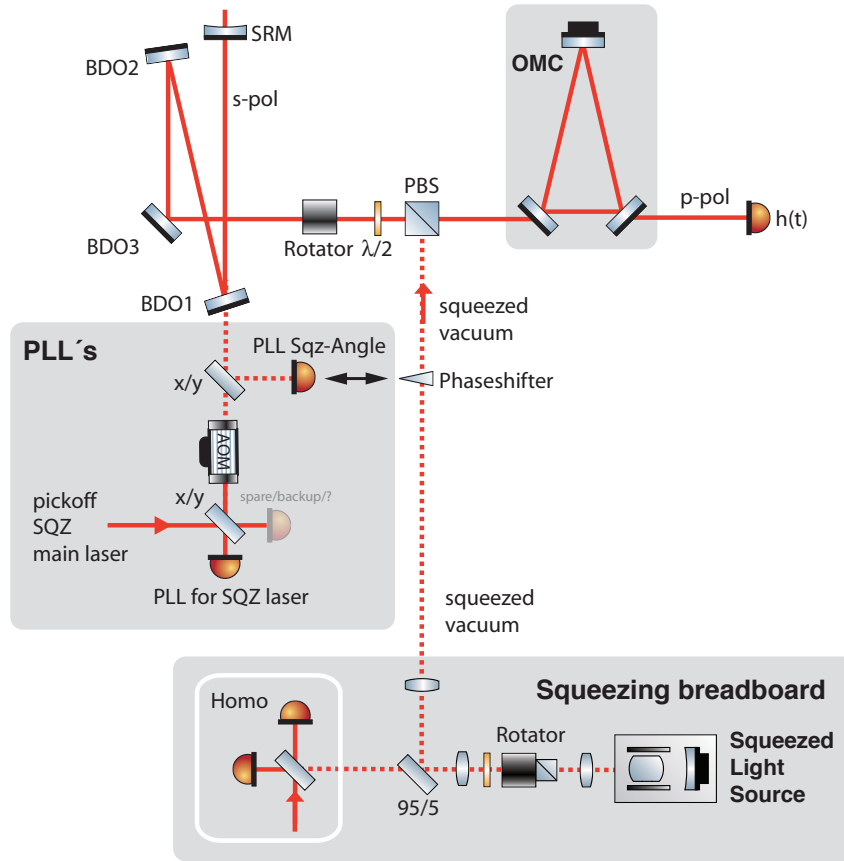 SRM
BDO2
OMC
s-pol
PBS
p-pol
h(t)
BDO3
Rotator λ/2
BDO1
squeezed
vacuum
PLL´s
PLL Sqz-Angle
x/y
Phaseshifter
AOM
x/y
spare/backup/?
pickoff
SQZ
main laser
PLL for SQZ laser
squeezed
vacuum
Squeezing breadboard
Homo
Rotator
Squeezed
Light
Source
95/5